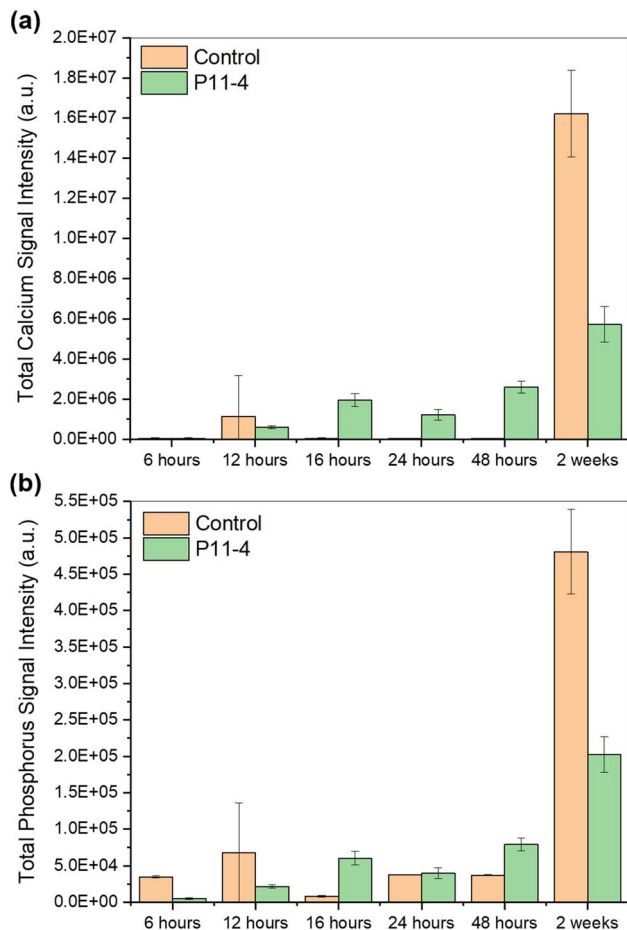 (a)
Total Calcium Signal Intensity (a.u.)
2.0E+07
1.8E+07
1.6E+07
1.4E+07
1.2E+07
1.0E+07
8.0E+06
6.0E+06
4.0E+06
2.0E+06
0.0E+00
Control
P11-4
6 hours 12 hours 16 hours 24 hours 48 hours 2 weeks
(b)
Total Phosphorus Signal Intensity (a.u.)
5.5E+05
5.0E+05
4.5E+05
4.0E+05
3.5E+05
3.0E+05
2.5E+05
2.0E+05
1.5E+05
1.0E+05
5.0E+04
0.0E+00
Control
P11-4
6 hours 12 hours 16 hours 24 hours 48 hours 2 weeks